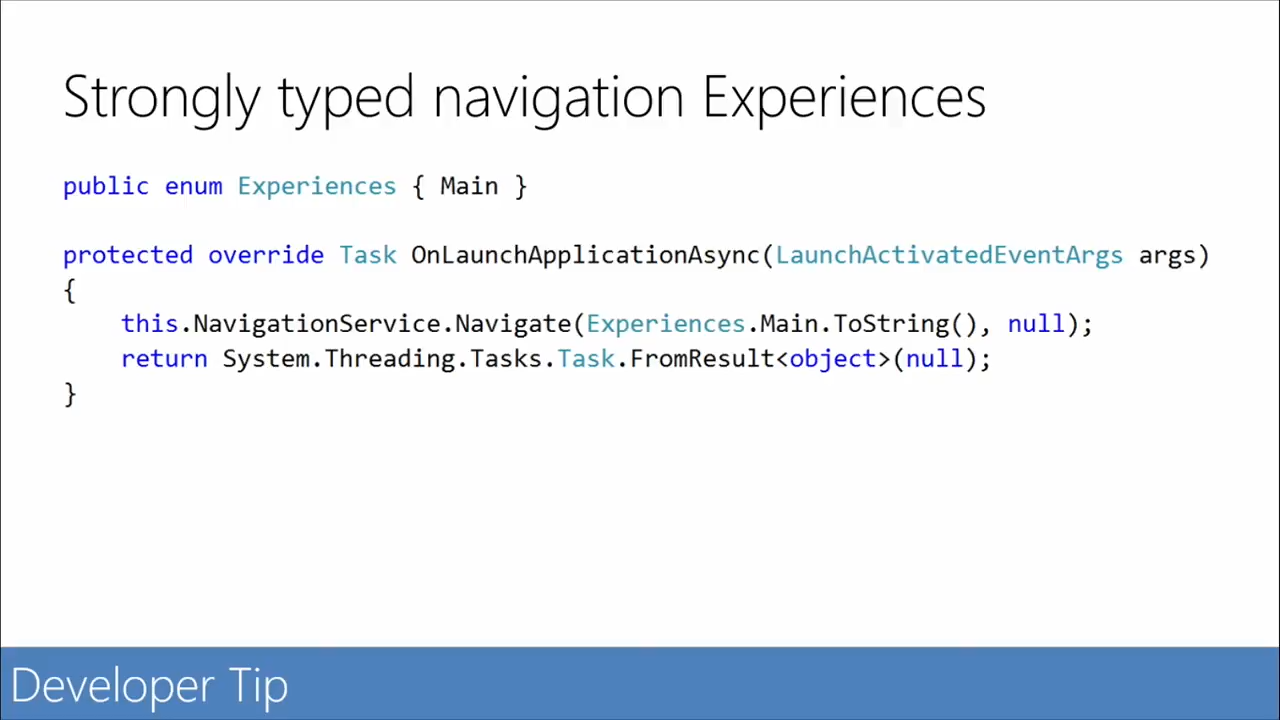 Strongly typed navigation Experiences
public enum Experiences { Main }
protected override Task OnLaunchApplicationAsync(LaunchActivatedEventArgs args)
{
    this.NavigationService.Navigate(Experiences.Main.ToString(), null);
    return System.Threading.Tasks.Task.FromResult<object>(null);
}
Developer Tip